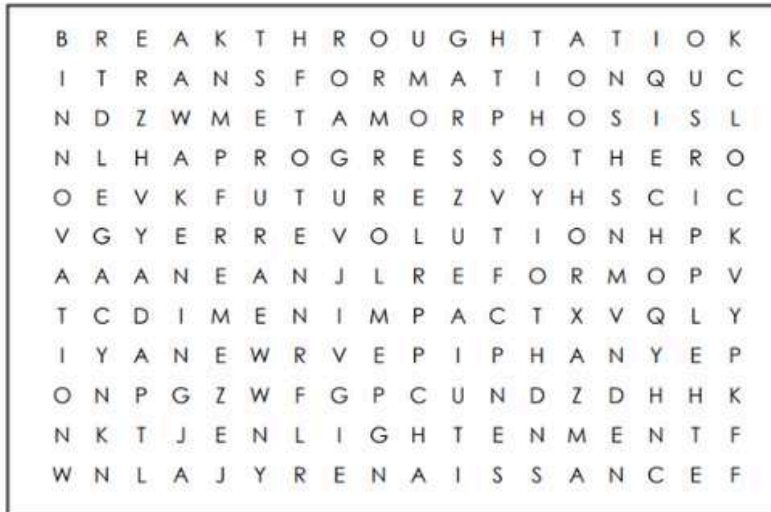 B R E A K T H R O U G H T A T I O K
I T R A N S F O R M A T I O N Q U C
N D Z W M E T A M O R P H O S I S L
N L H A P R O G R E S S O T H E R O
O E V K F U T U R E Z V Y H S C I C
V G Y E R R E V O L U T I O N H P K
A A A N E A N J L R E F O R M O P V
T C D I M E N I M P A C T X V Q L Y
I Y A N E W R V E P I P H A N Y E P
O N P G Z W F G P C U N D Z D H H K
N K T J E N L I G H T E N M E N T F
W N L A J Y R E N A I S S A N C E F